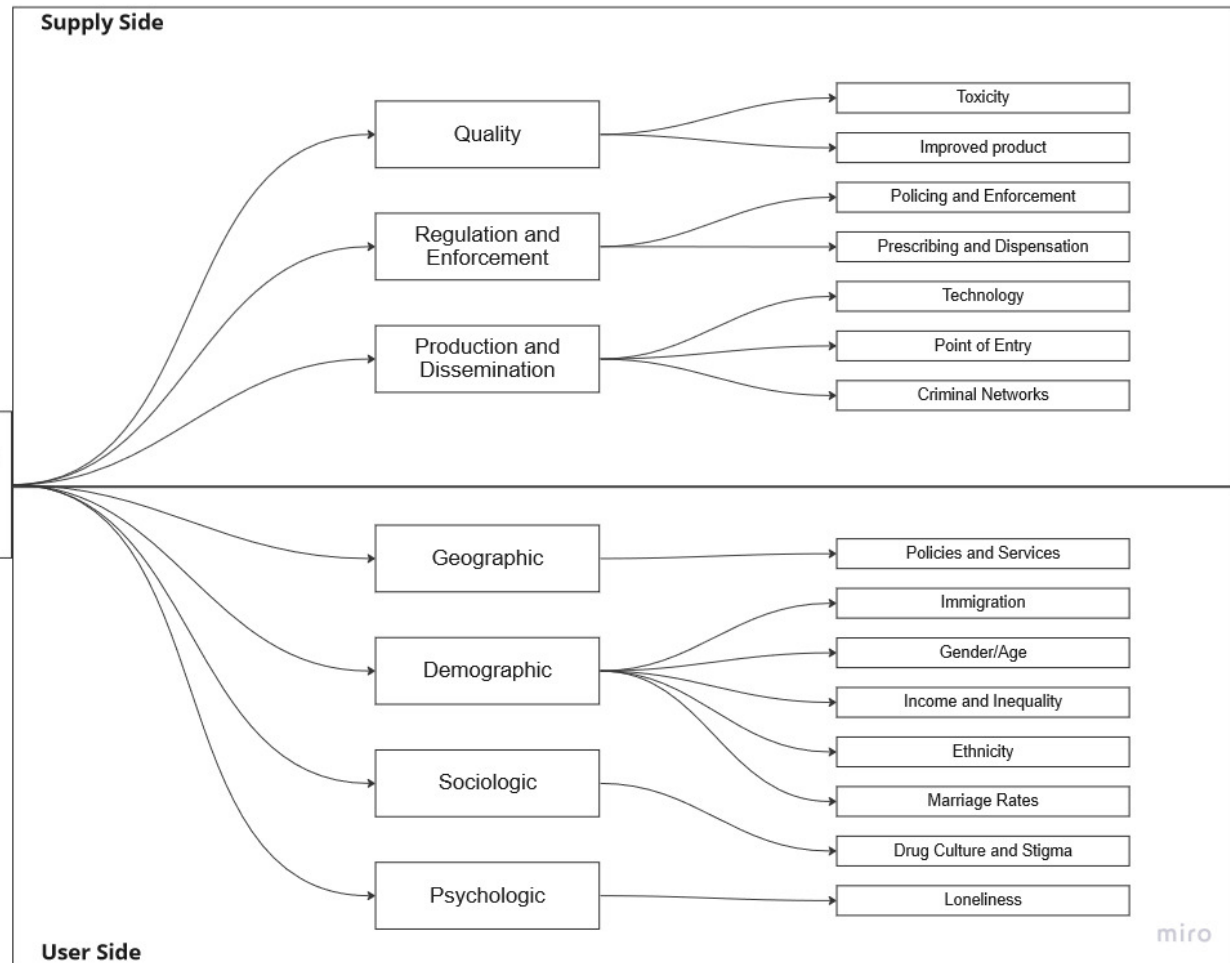 Supply Side
Quality
Toxicity
Improved product
Regulation and
Enforcement
Policing and Enforcement
Prescribing and Dispensation
Production and
Dissemination
Technology
Point of Entry
Criminal Networks
Geographic
Policies and Services
Demographic
Immigration
Gender/Age
Income and Inequality
Ethnicity
Marriage Rates
Sociologic
Drug Culture and Stigma
Psychologic
Loneliness
User Side
miro